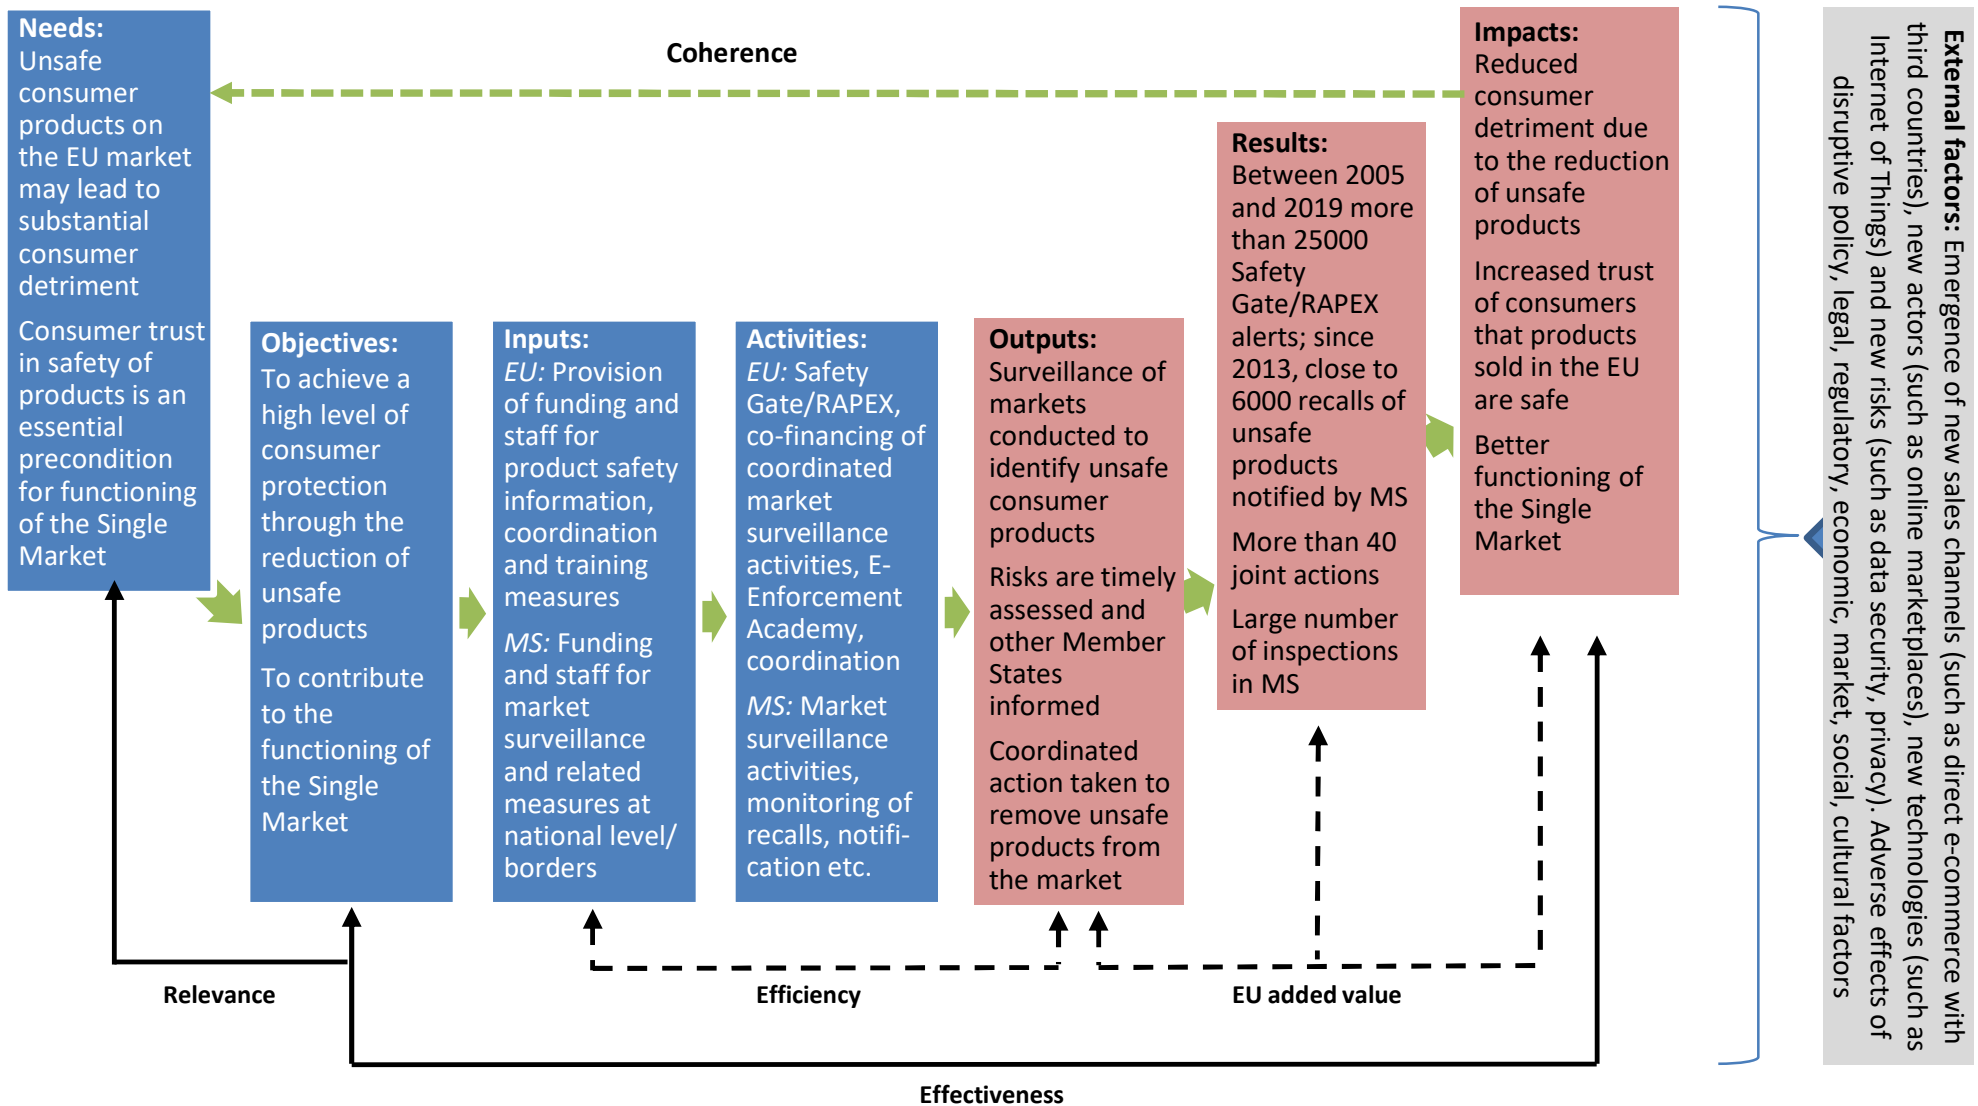 Needs:
Unsafe
consumer
products on
the EU market
may lead to
substantial
consumer
detriment
Consumer trust
in safety of
products is an
essential
precondition
for functioning
of the Single
Market
Coherence
Objectives:
To achieve a
high level of
consumer
protection
through the
reduction of
unsafe
products
To contribute
to the
functioning of
the Single
Market
Inputs:
EU: Provision
of funding and
staff for
product safety
information,
coordination
and training
measures
MS: Funding
and staff for
market
surveillance
and related
measures at
national level/
borders
Activities:
EU: Safety
Gate/RAPEX,
co-financing of
coordinated
market
surveillance
activities, E-
Enforcement
Academy,
coordination
MS: Market
surveillance
activities,
monitoring of
recalls, notifi-
cation etc.
Outputs:
Surveillance of
markets
conducted to
identify unsafe
consumer
products
Risks are timely
assessed and
other Member
States
informed
Coordinated
action taken to
remove unsafe
products from
the market
Results:
Between 2005
and 2019 more
than 25000
Safety
Gate/RAPEX
alerts; since
2013, close to
6000 recalls of
unsafe
products
notified by MS
More than 40
joint actions
Large number
of inspections
in MS
Impacts:
Reduced
consumer
detriment due
to the reduction
of unsafe
products
Increased trust
of consumers
that products
sold in the EU
are safe
Better
functioning of
the Single
Market
External factors: Emergence of new sales channels (such as direct e-commerce with
third countries), new actors (such as online marketplaces), new technologies (such as
Internet of Things) and new risks (such as data security, privacy). Adverse effects of
disruptive policy, legal, regulatory, economic, market, social, cultural factors
Relevance
Efficiency
EU added value
Effectiveness